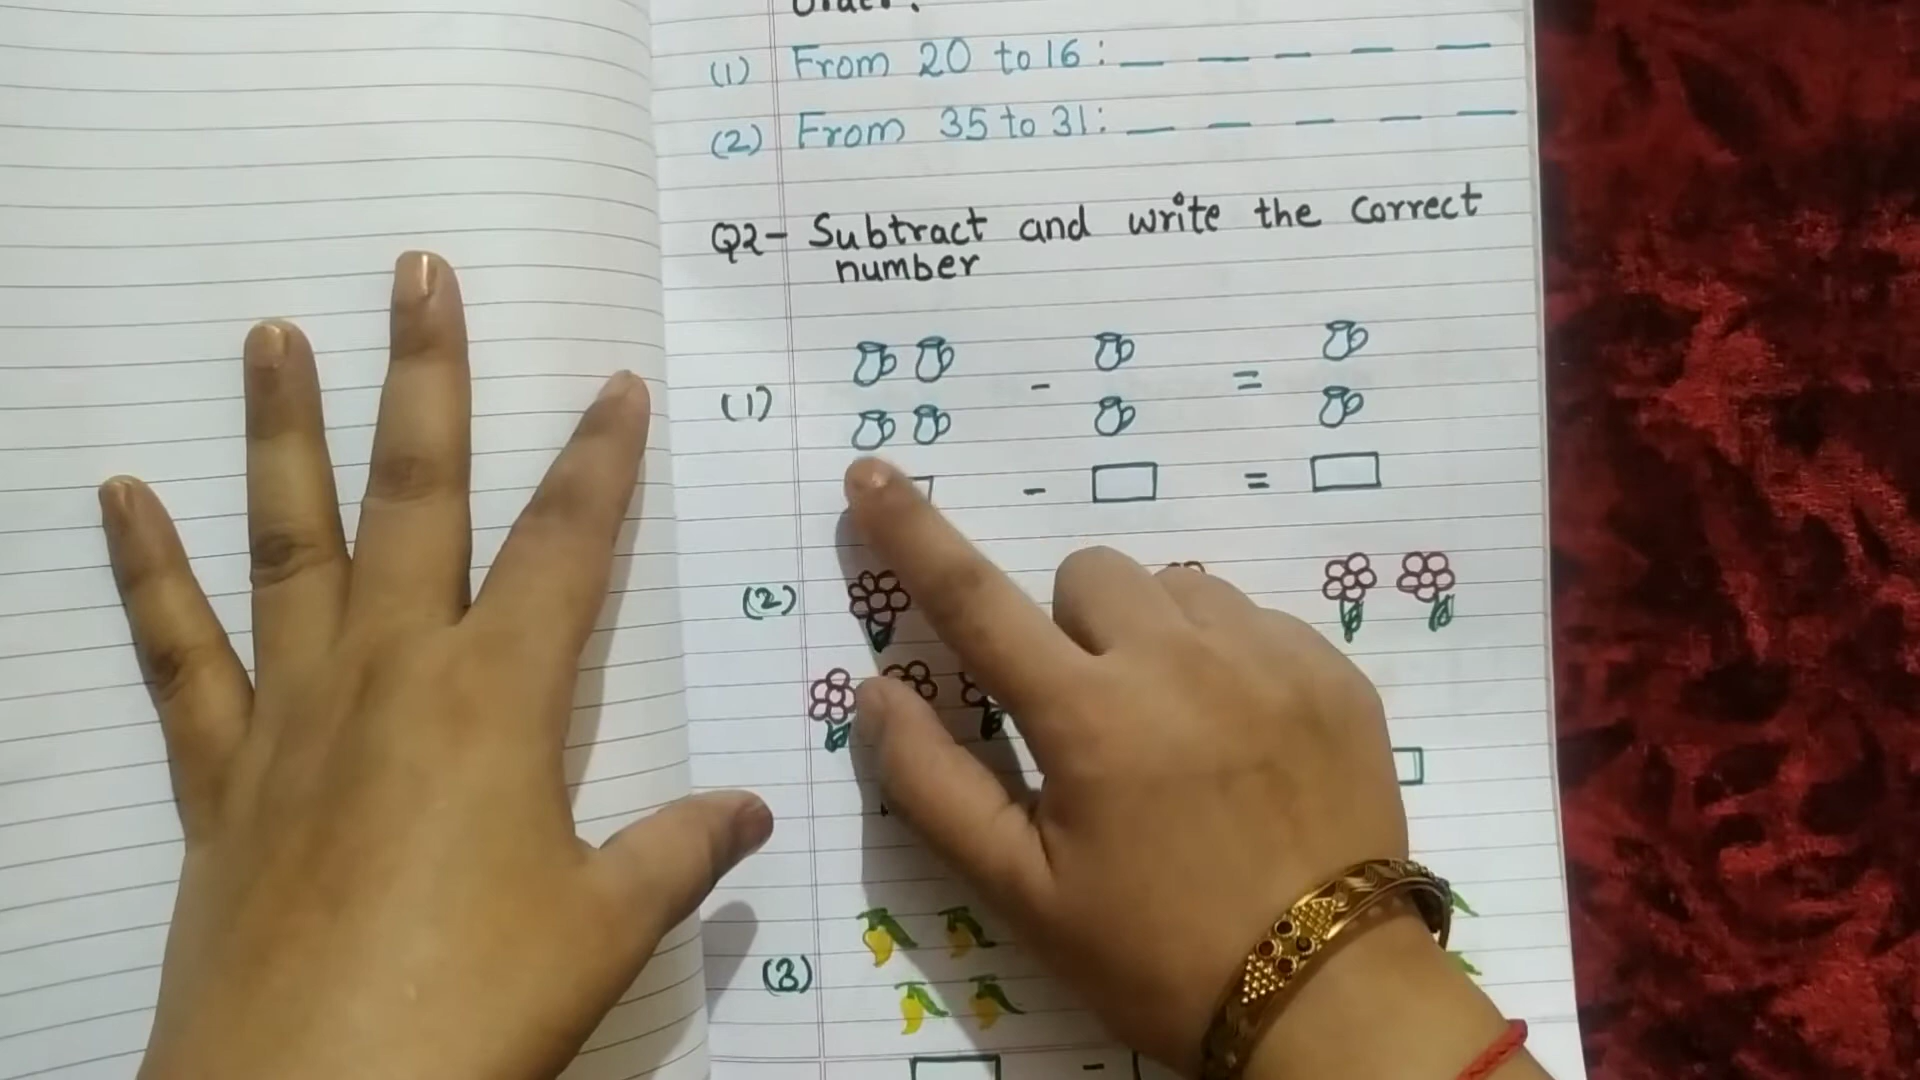 (1) From 20 to 16 : _ _ _ _ _
(2) From 35 to 31 : _ _ _ _ _
Q2- Subtract and write the correct
number
- =
(1)
- =
(2)
(3)
-